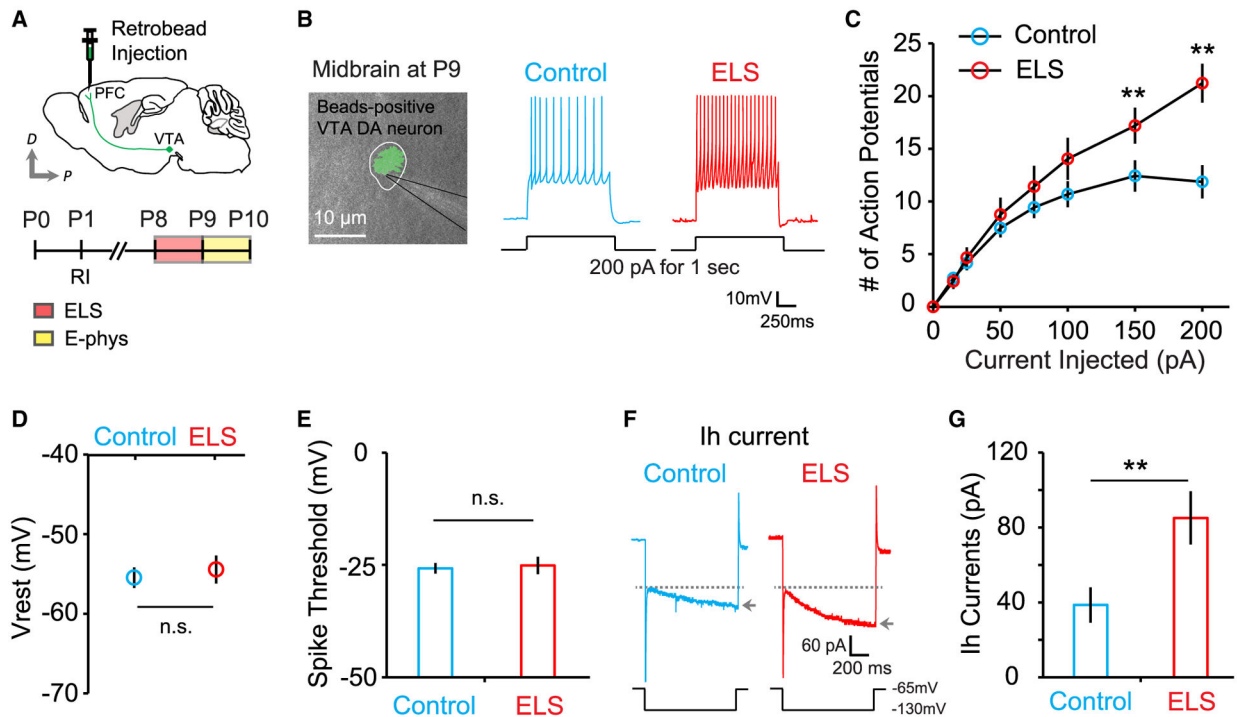 A
Retrobead
Injection
PFC
VTA
D
P
P0 P1 P8 P9 P10
RI
ELS
E-phys
B
Midbrain at P9
Beads-positive
VTA DA neuron
10 µm
Control
ELS
200 pA for 1 sec
10mV
250ms
C
Control
ELS
# of Action Potentials
25
20
15
10
5
0
**
**
0 50 100 150 200
Current Injected (pA)
D
Control ELS
Vrest (mV)
-40
-50
-60
-70
n.s.
E
Spike Threshold (mV)
0
-25
-50
n.s.
Control ELS
F
Ih current
Control ELS
60 pA
200 ms
-65mV
-130mV
G
Ih Currents (pA)
120
80
40
0
**
Control ELS